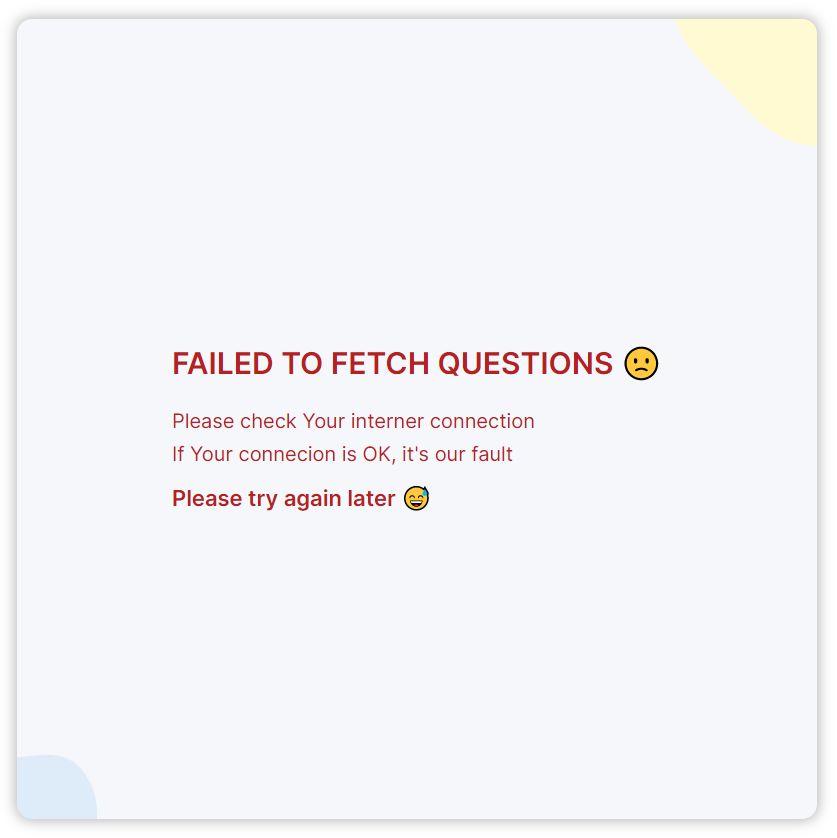 FAILED TO FETCH QUESTIONS 🙁
Please check Your interner connection
If Your connecion is OK, it's our fault
Please try again later 😅